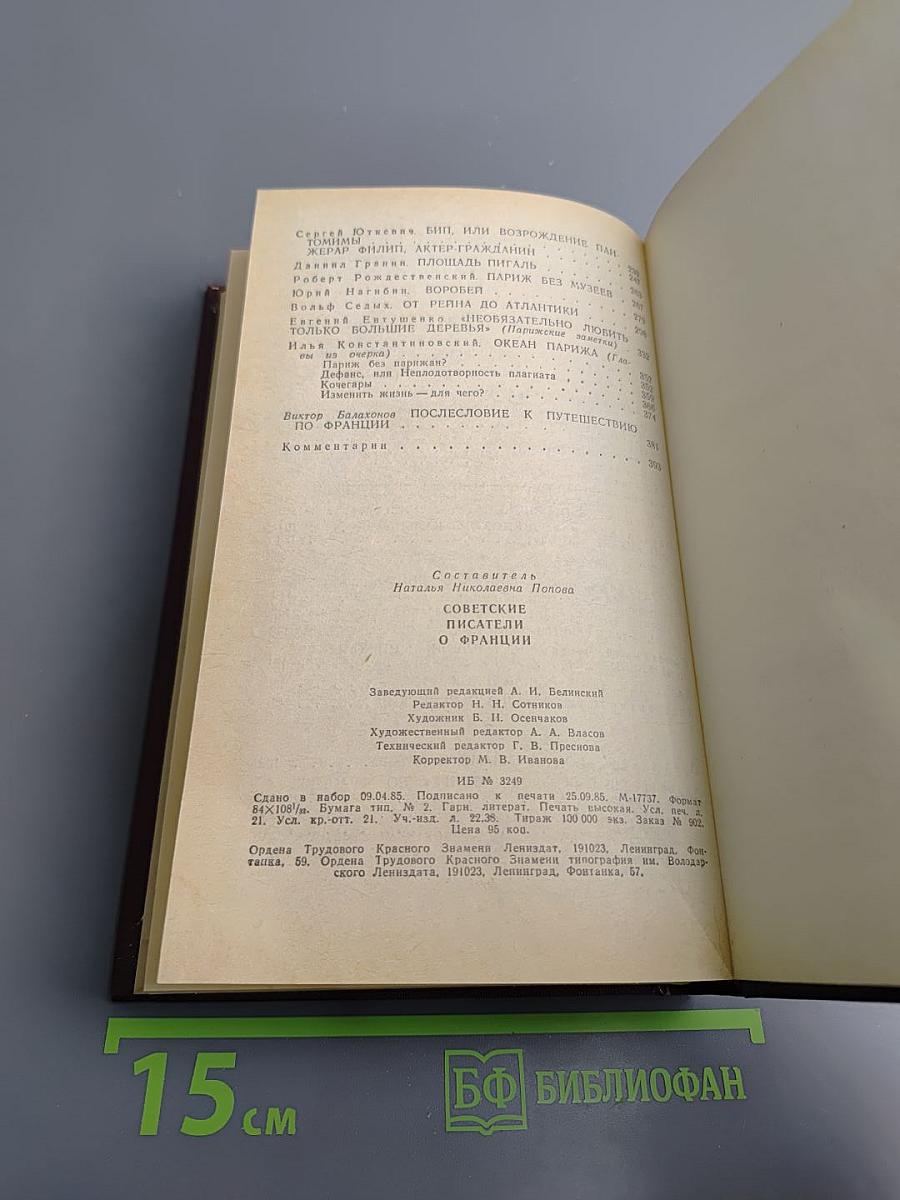 Сергей Юткевич. БИП, ИЛИ ВОЗРОЖДЕНИЕ ПАН-
ТОМИМЫ . . . . . . . . . .
ЖЕРАР ФИЛИП, АКТЕР-ГРАЖДАНИН . . . .
Даниил Гранин. ПЛОЩАДЬ ПИГАЛЬ . . . . .
Роберт Рождественский. ПАРИЖ БЕЗ МУЗЕЕВ .
Юрий Нагибин. ВОРОБЕЙ . . . . . . .
Вольф Седых. ОТ РЕЙНА ДО АТЛАНТИКИ . . . .
Евгений Евтушенко. «НЕОБЯЗАТЕЛЬНО ЛЮБИТЬ
ТОЛЬКО БОЛЬШИЕ ДЕРЕВЬЯ» (Парижские заметки)
Илья Константиновский. ОКЕАН ПАРИЖА (Гла-
вы из очерка) . . . . . . . . . .
Париж без парижан? . . . . . . . .
Дефанс, или Неплодотворность плагиата . . . .
Кочегары . . . . . . . . . .
Изменить жизнь — для чего? . . . . . . 374
Виктор Балахонов ПОСЛЕСЛОВИЕ К ПУТЕШЕСТВИЮ
ПО ФРАНЦИИ . . . . . . . . . 381
Комментарии . . . . . . . . . . . 393
Составитель
Наталья Николаевна Попова
СОВЕТСКИЕ
ПИСАТЕЛИ
О ФРАНЦИИ
Заведующий редакцией А. И. Белинский
Редактор Н. Н. Сотников
Художник Б. Н. Осенчаков
Художественный редактор А. А. Власов
Технический редактор Г. В. Преснова
Корректор М. В. Иванова
ИБ № 3249
Сдано в набор 09.04.85. Подписано к печати 25.09.85. М-17737. Формат
84×108¹/₃₂. Бумага тип. № 2. Гарн. литерат. Печать высокая. Усл. печ. л.
21. Усл. кр.-отт. 21. Уч.-изд. л. 22.38. Тираж 100 000 экз. Заказ № 902.
Цена 95 коп.
Ордена Трудового Красного Знамени Лениздат, 191023, Ленинград, Фон-
танка, 59. Ордена Трудового Красного Знамени типография им. Володар-
ского Лениздата, 191023, Ленинград, Фонтанка, 57.
15 см
БФ БИБЛИОФАН